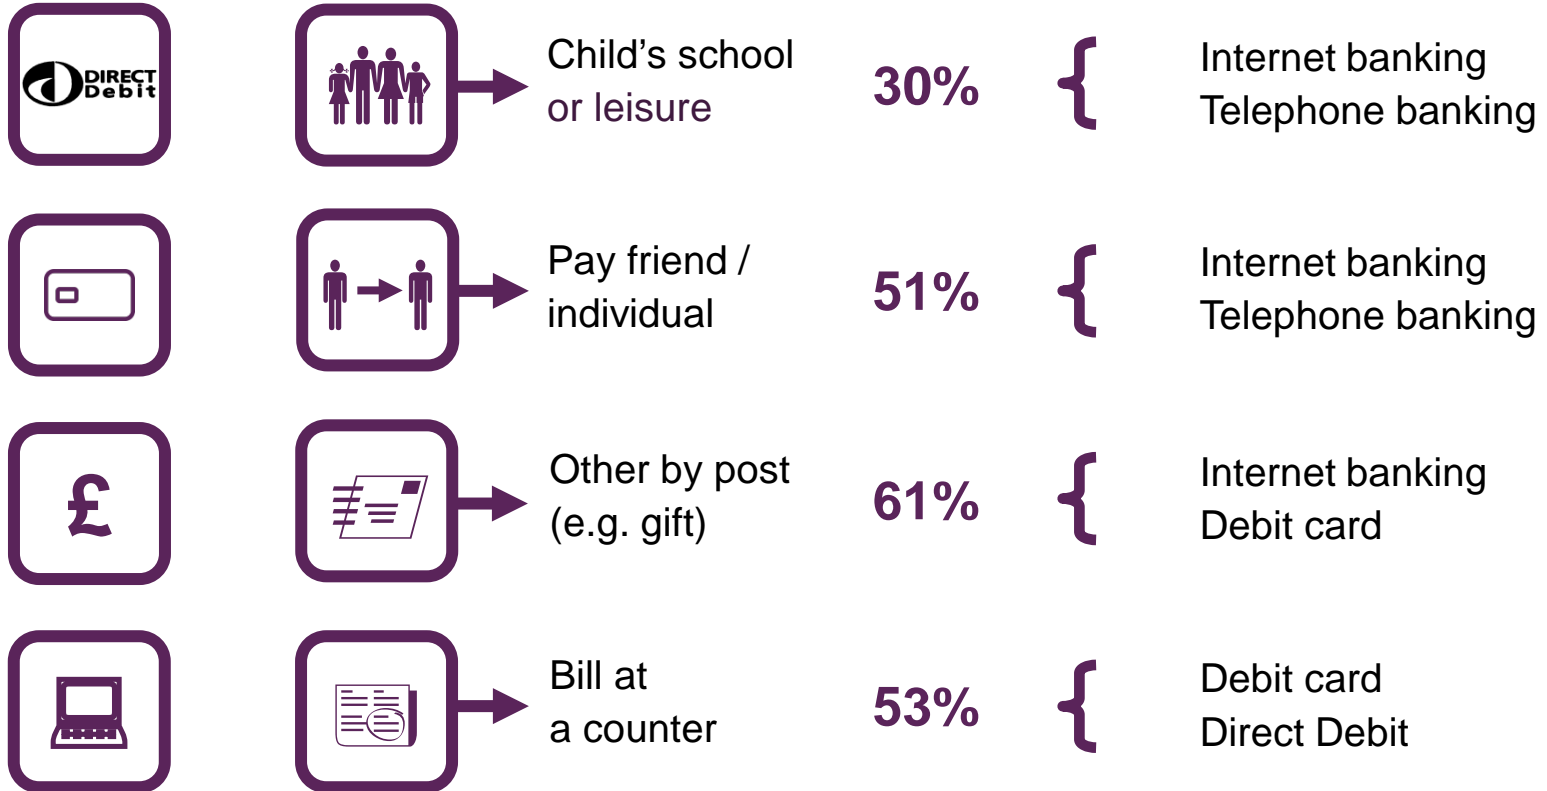 DIRECT
Debit
Child's school
or leisure
30%
{
Internet banking
Telephone banking
Pay friend /
individual
51%
{
Internet banking
Telephone banking
£
Other by post
(e.g. gift)
61%
{
Internet banking
Debit card
Bill at
a counter
53%
{
Debit card
Direct Debit